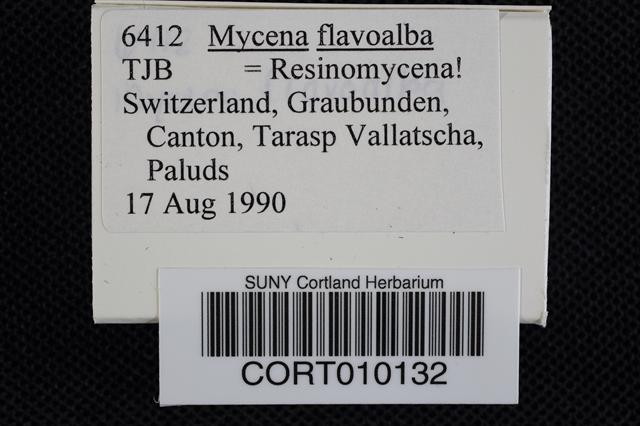 6412 Mycena flavoalba
TJB = Resinomycena!
Switzerland, Graubunden,
Canton, Tarasp Vallatscha,
Paluds
17 Aug 1990
SUNY Cortland Herbarium
CORT010132